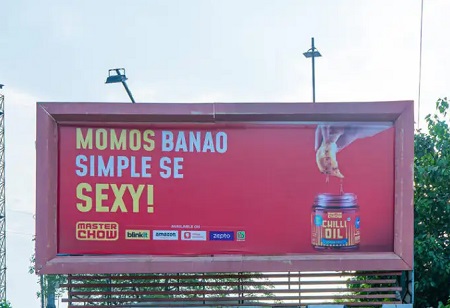 MOMOS BANAO
SIMPLE SE
SEXY!
MASTER
CHOW
AVAILABLE ON
blinkit
amazon
zepto
CHILLI
OIL